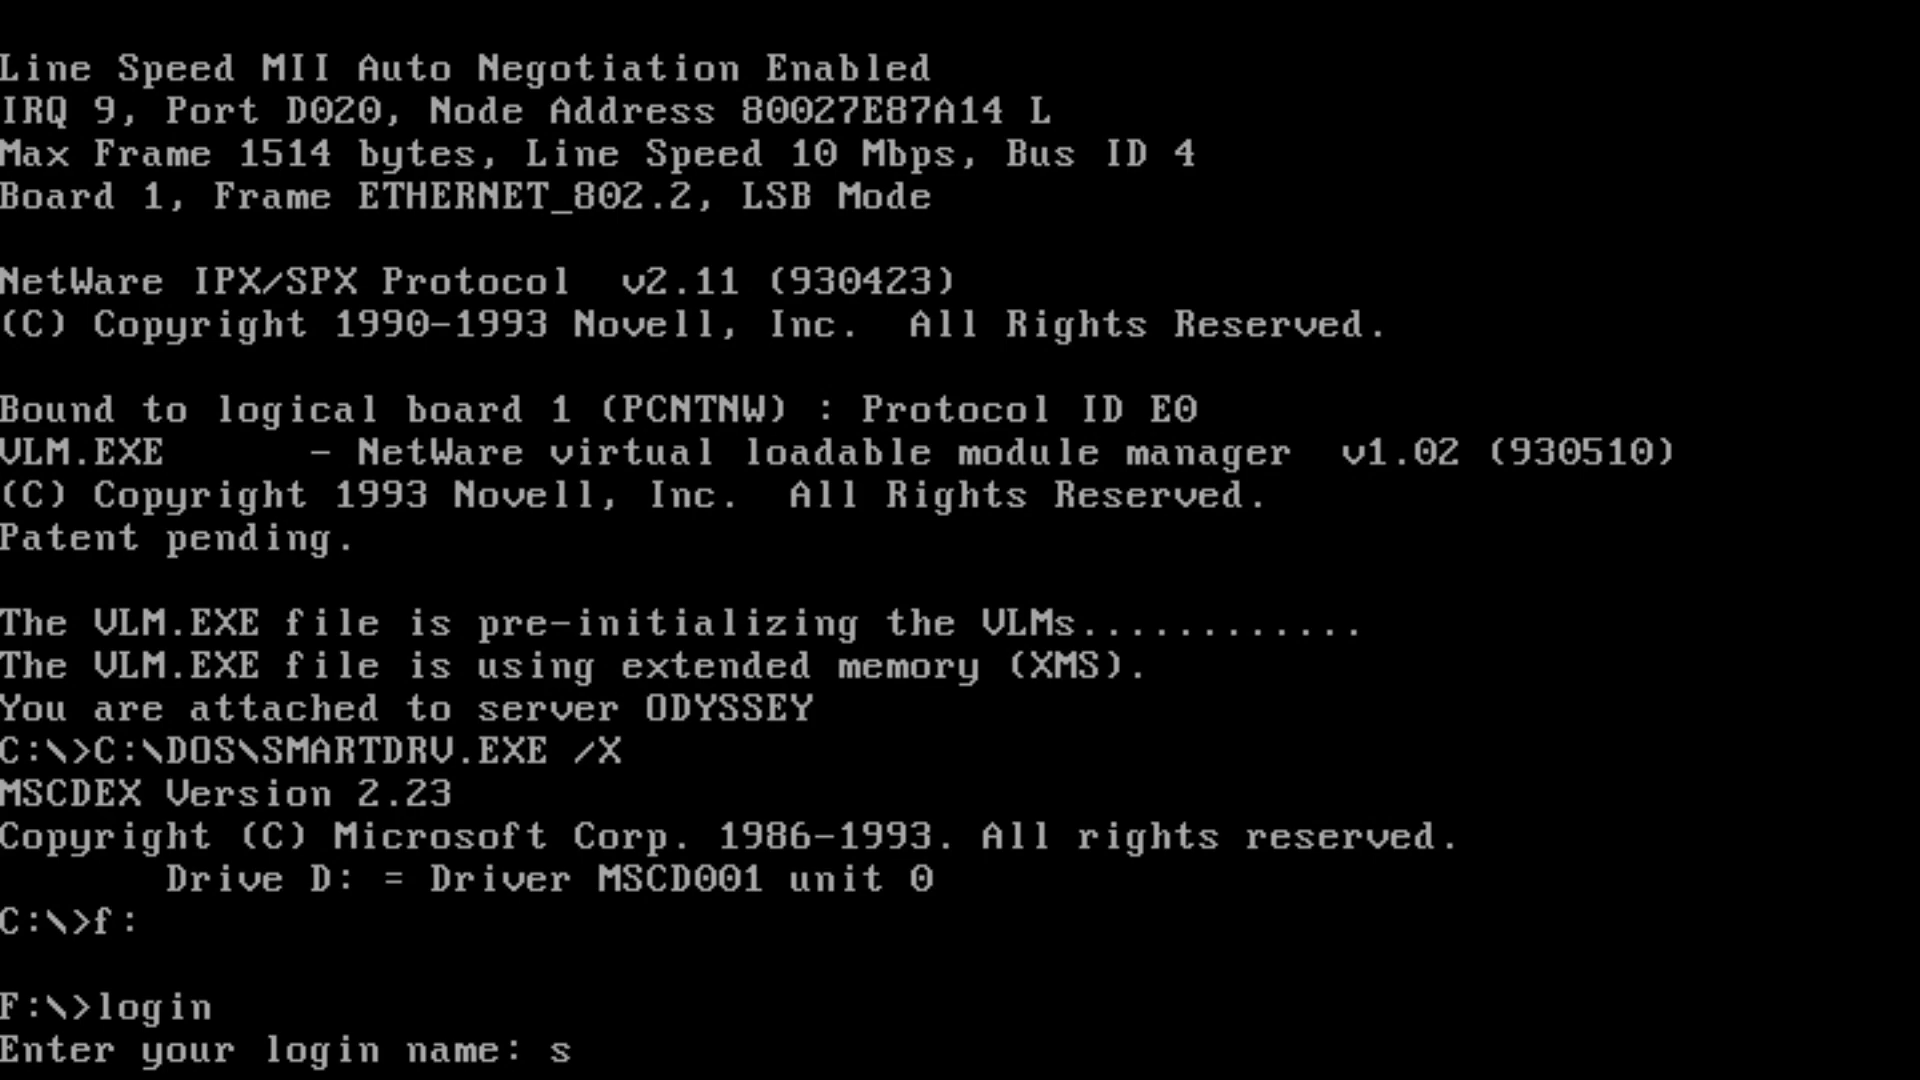 Line Speed MII Auto Negotiation Enabled
IRQ 9, Port D020, Node Address 80027E87A14 L
Max Frame 1514 bytes, Line Speed 10 Mbps, Bus ID 4
Board 1, Frame ETHERNET_802.2, LSB Mode
NetWare IPX/SPX Protocol  v2.11 (930423)
(C) Copyright 1990-1993 Novell, Inc.  All Rights Reserved.
Bound to logical board 1 (PCNTNW) : Protocol ID E0
VLM.EXE      - NetWare virtual loadable module manager  v1.02 (930510)
(C) Copyright 1993 Novell, Inc.  All Rights Reserved.
Patent pending.
The VLM.EXE file is pre-initializing the VLMs............
The VLM.EXE file is using extended memory (XMS).
You are attached to server ODYSSEY
C:\>C:\DOS\SMARTDRV.EXE /X
MSCDEX Version 2.23
Copyright (C) Microsoft Corp. 1986-1993. All rights reserved.
       Drive D: = Driver MSCD001 unit 0
C:\>f:
F:\>login
Enter your login name: s